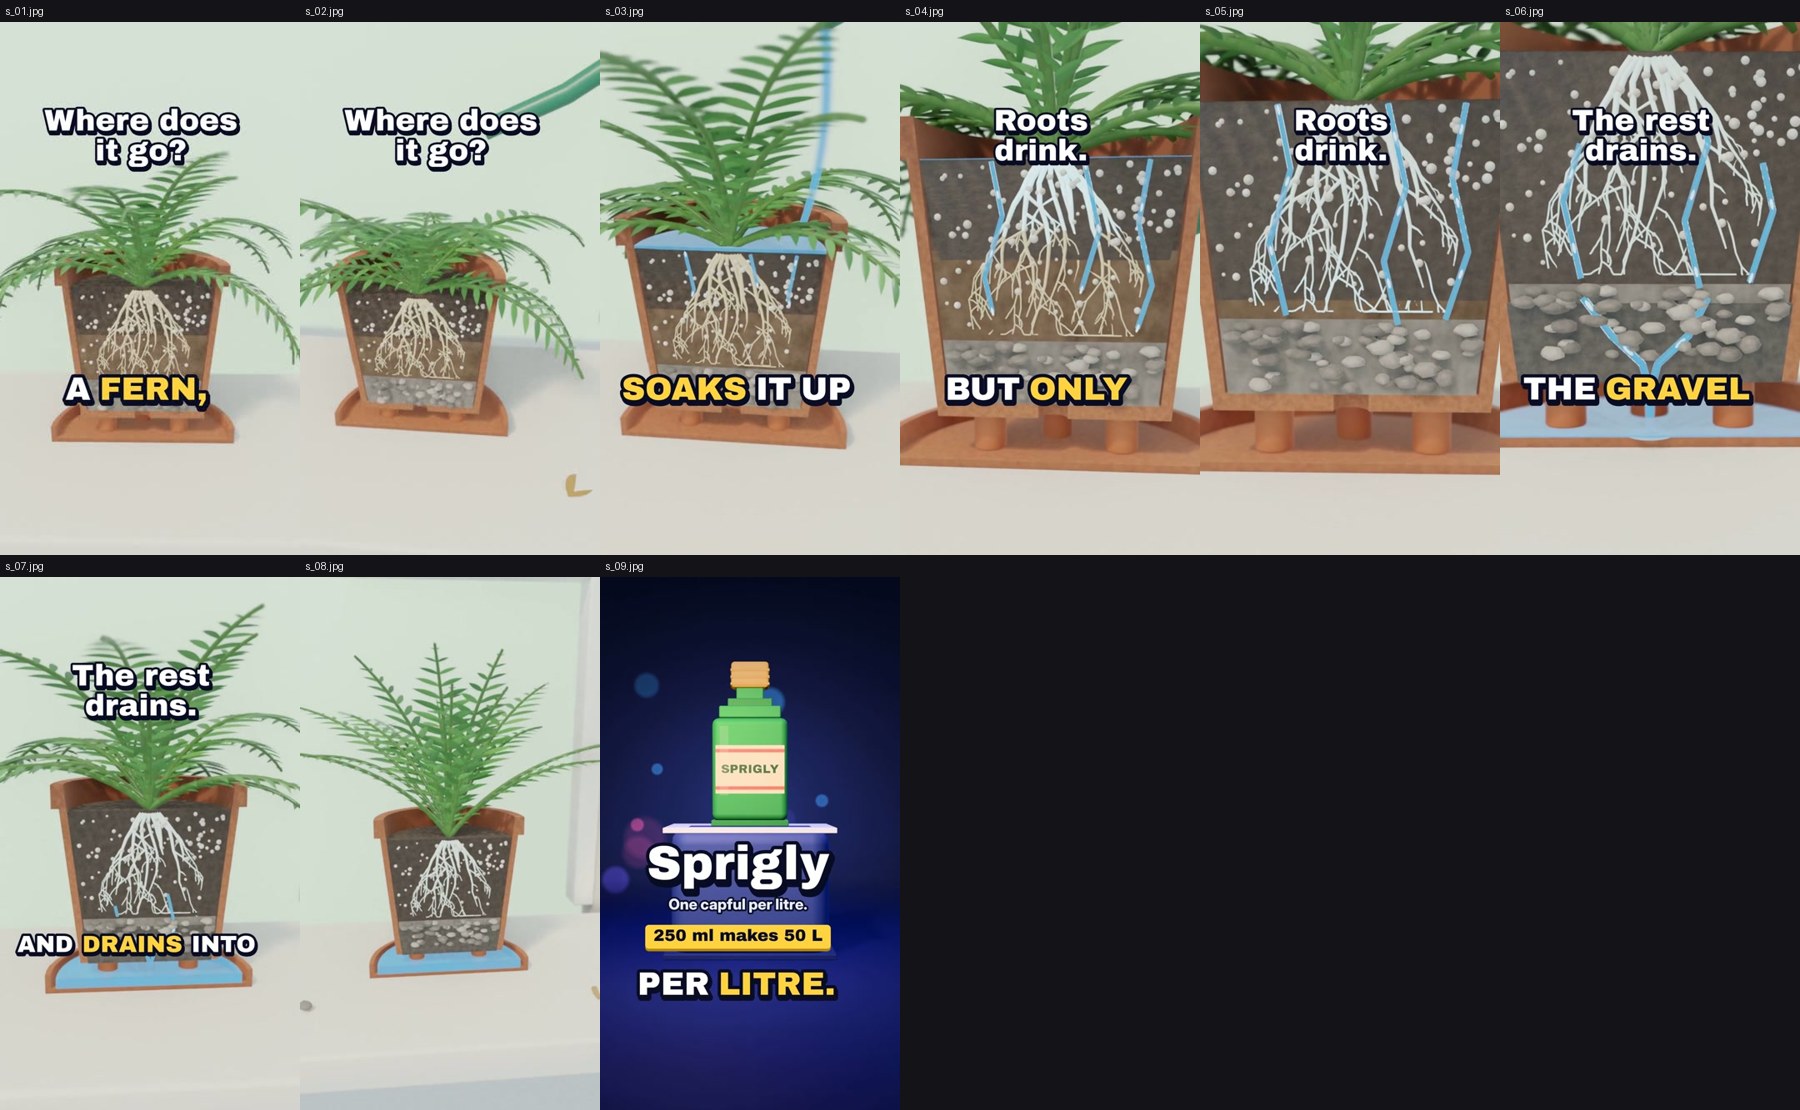 s_01.jpg
Where does
it go?
A FERN,
s_02.jpg
Where does
it go?
s_03.jpg
SOAKS IT UP
s_04.jpg
Roots
drink.
BUT ONLY
s_05.jpg
Roots
drink.
s_06.jpg
The rest
drains.
THE GRAVEL
s_07.jpg
The rest
drains.
AND DRAINS INTO
s_08.jpg
s_09.jpg
SPRIGLY
Sprigly
One capful per litre.
250 ml makes 50 L
PER LITRE.